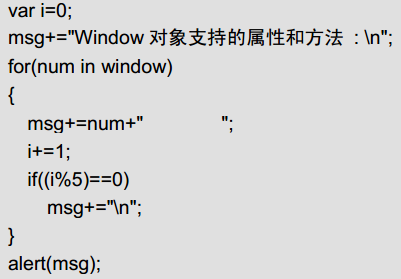 var i=0;
msg+="Window 对象支持的属性和方法 : \n";
for(num in window)
{
msg+=num+"          ";
i+=1;
if((i%5)==0)
msg+="\n";
}
alert(msg);